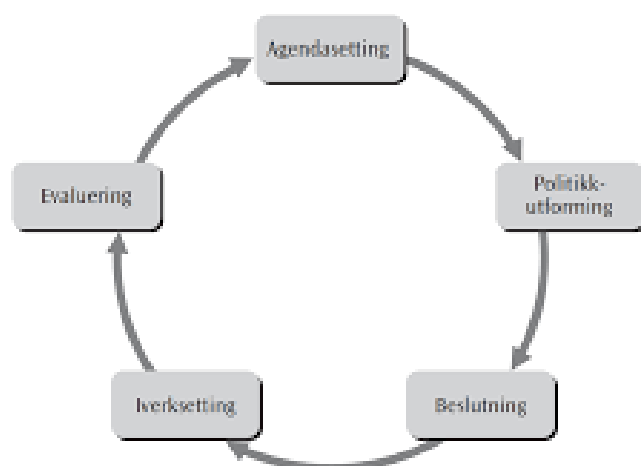 Agendasetting
Politikk-
utforming
Beslutning
Iverksetting
Evaluering